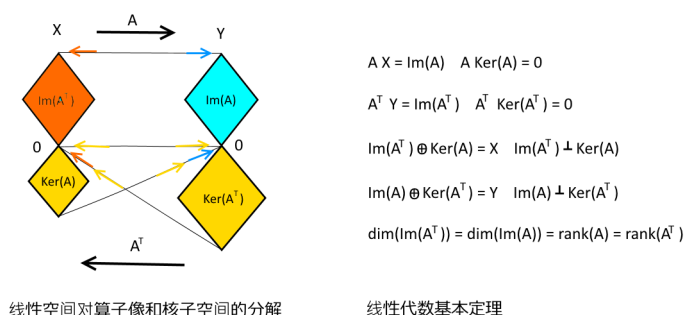 A
X
Y
Im(Aᵀ)
Im(A)
0
0
Ker(A)
Ker(Aᵀ)
Aᵀ
线性空间对算子像和核子空间的分解
A X = Im(A) A Ker(A) = 0
Aᵀ Y = Im(Aᵀ) Aᵀ Ker(Aᵀ) = 0
Im(Aᵀ) ⊕ Ker(A) = X Im(Aᵀ) ⊥ Ker(A)
Im(A) ⊕ Ker(Aᵀ) = Y Im(A) ⊥ Ker(Aᵀ)
dim(Im(Aᵀ)) = dim(Im(A)) = rank(A) = rank(Aᵀ)
线性代数基本定理